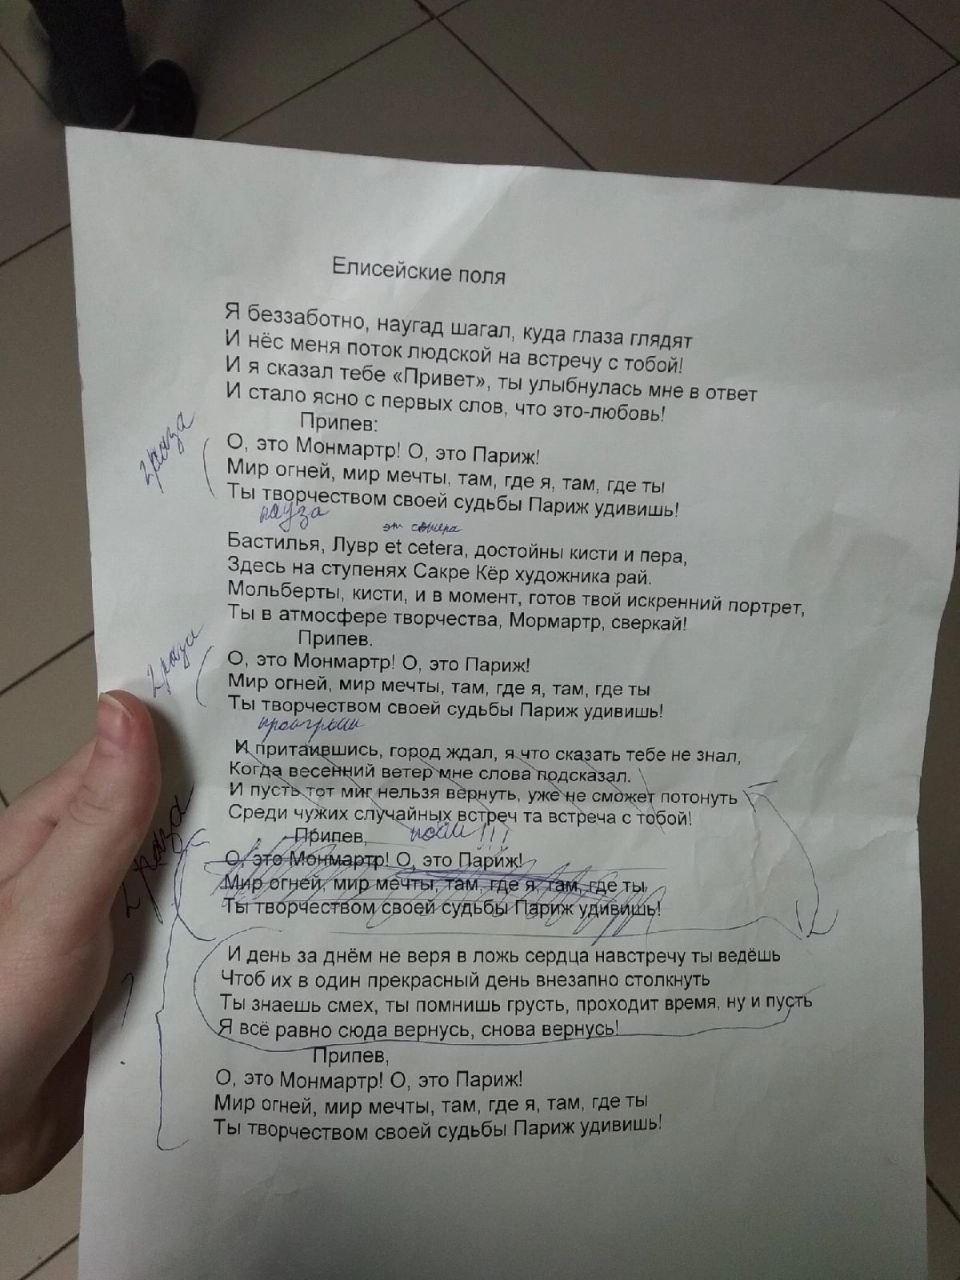 Елисейские поля
Я беззаботно, наугад шагал, куда глаза глядят
И нёс меня поток людской на встречу с тобой!
И я сказал тебе «Привет», ты улыбнулась мне в ответ
И стало ясно с первых слов, что это-любовь!
Припев:
2 раза
О, это Монмартр! О, это Париж!
Мир огней, мир мечты, там, где я, там, где ты
Ты творчеством своей судьбы Париж удивишь!
пауза
эт сетера
Бастилья, Лувр et cetera, достойны кисти и пера,
Здесь на ступенях Сакре Кёр художника рай.
Мольберты, кисти, и в момент, готов твой искренний портрет,
Ты в атмосфере творчества, Мормартр, сверкай!
Припев.
2 раза
О, это Монмартр! О, это Париж!
Мир огней, мир мечты, там, где я, там, где ты
Ты творчеством своей судьбы Париж удивишь!
проигрыш
И притаившись, город ждал, я что сказать тебе не знал,
Когда весенний ветер мне слова подсказал.
И пусть тот миг нельзя вернуть, уже не сможет потонуть
Среди чужих случайных встреч та встреча с тобой!
Припев, поём!!!
2 раза
О, это Монмартр! О, это Париж!
Мир огней, мир мечты, там, где я, там, где ты
Ты творчеством своей судьбы Париж удивишь!
И день за днём не веря в ложь сердца навстречу ты ведёшь
Чтоб их в один прекрасный день внезапно столкнуть
Ты знаешь смех, ты помнишь грусть, проходит время, ну и пусть
?
Я всё равно сюда вернусь, снова вернусь!
Припев,
О, это Монмартр! О, это Париж!
Мир огней, мир мечты, там, где я, там, где ты
Ты творчеством своей судьбы Париж удивишь!